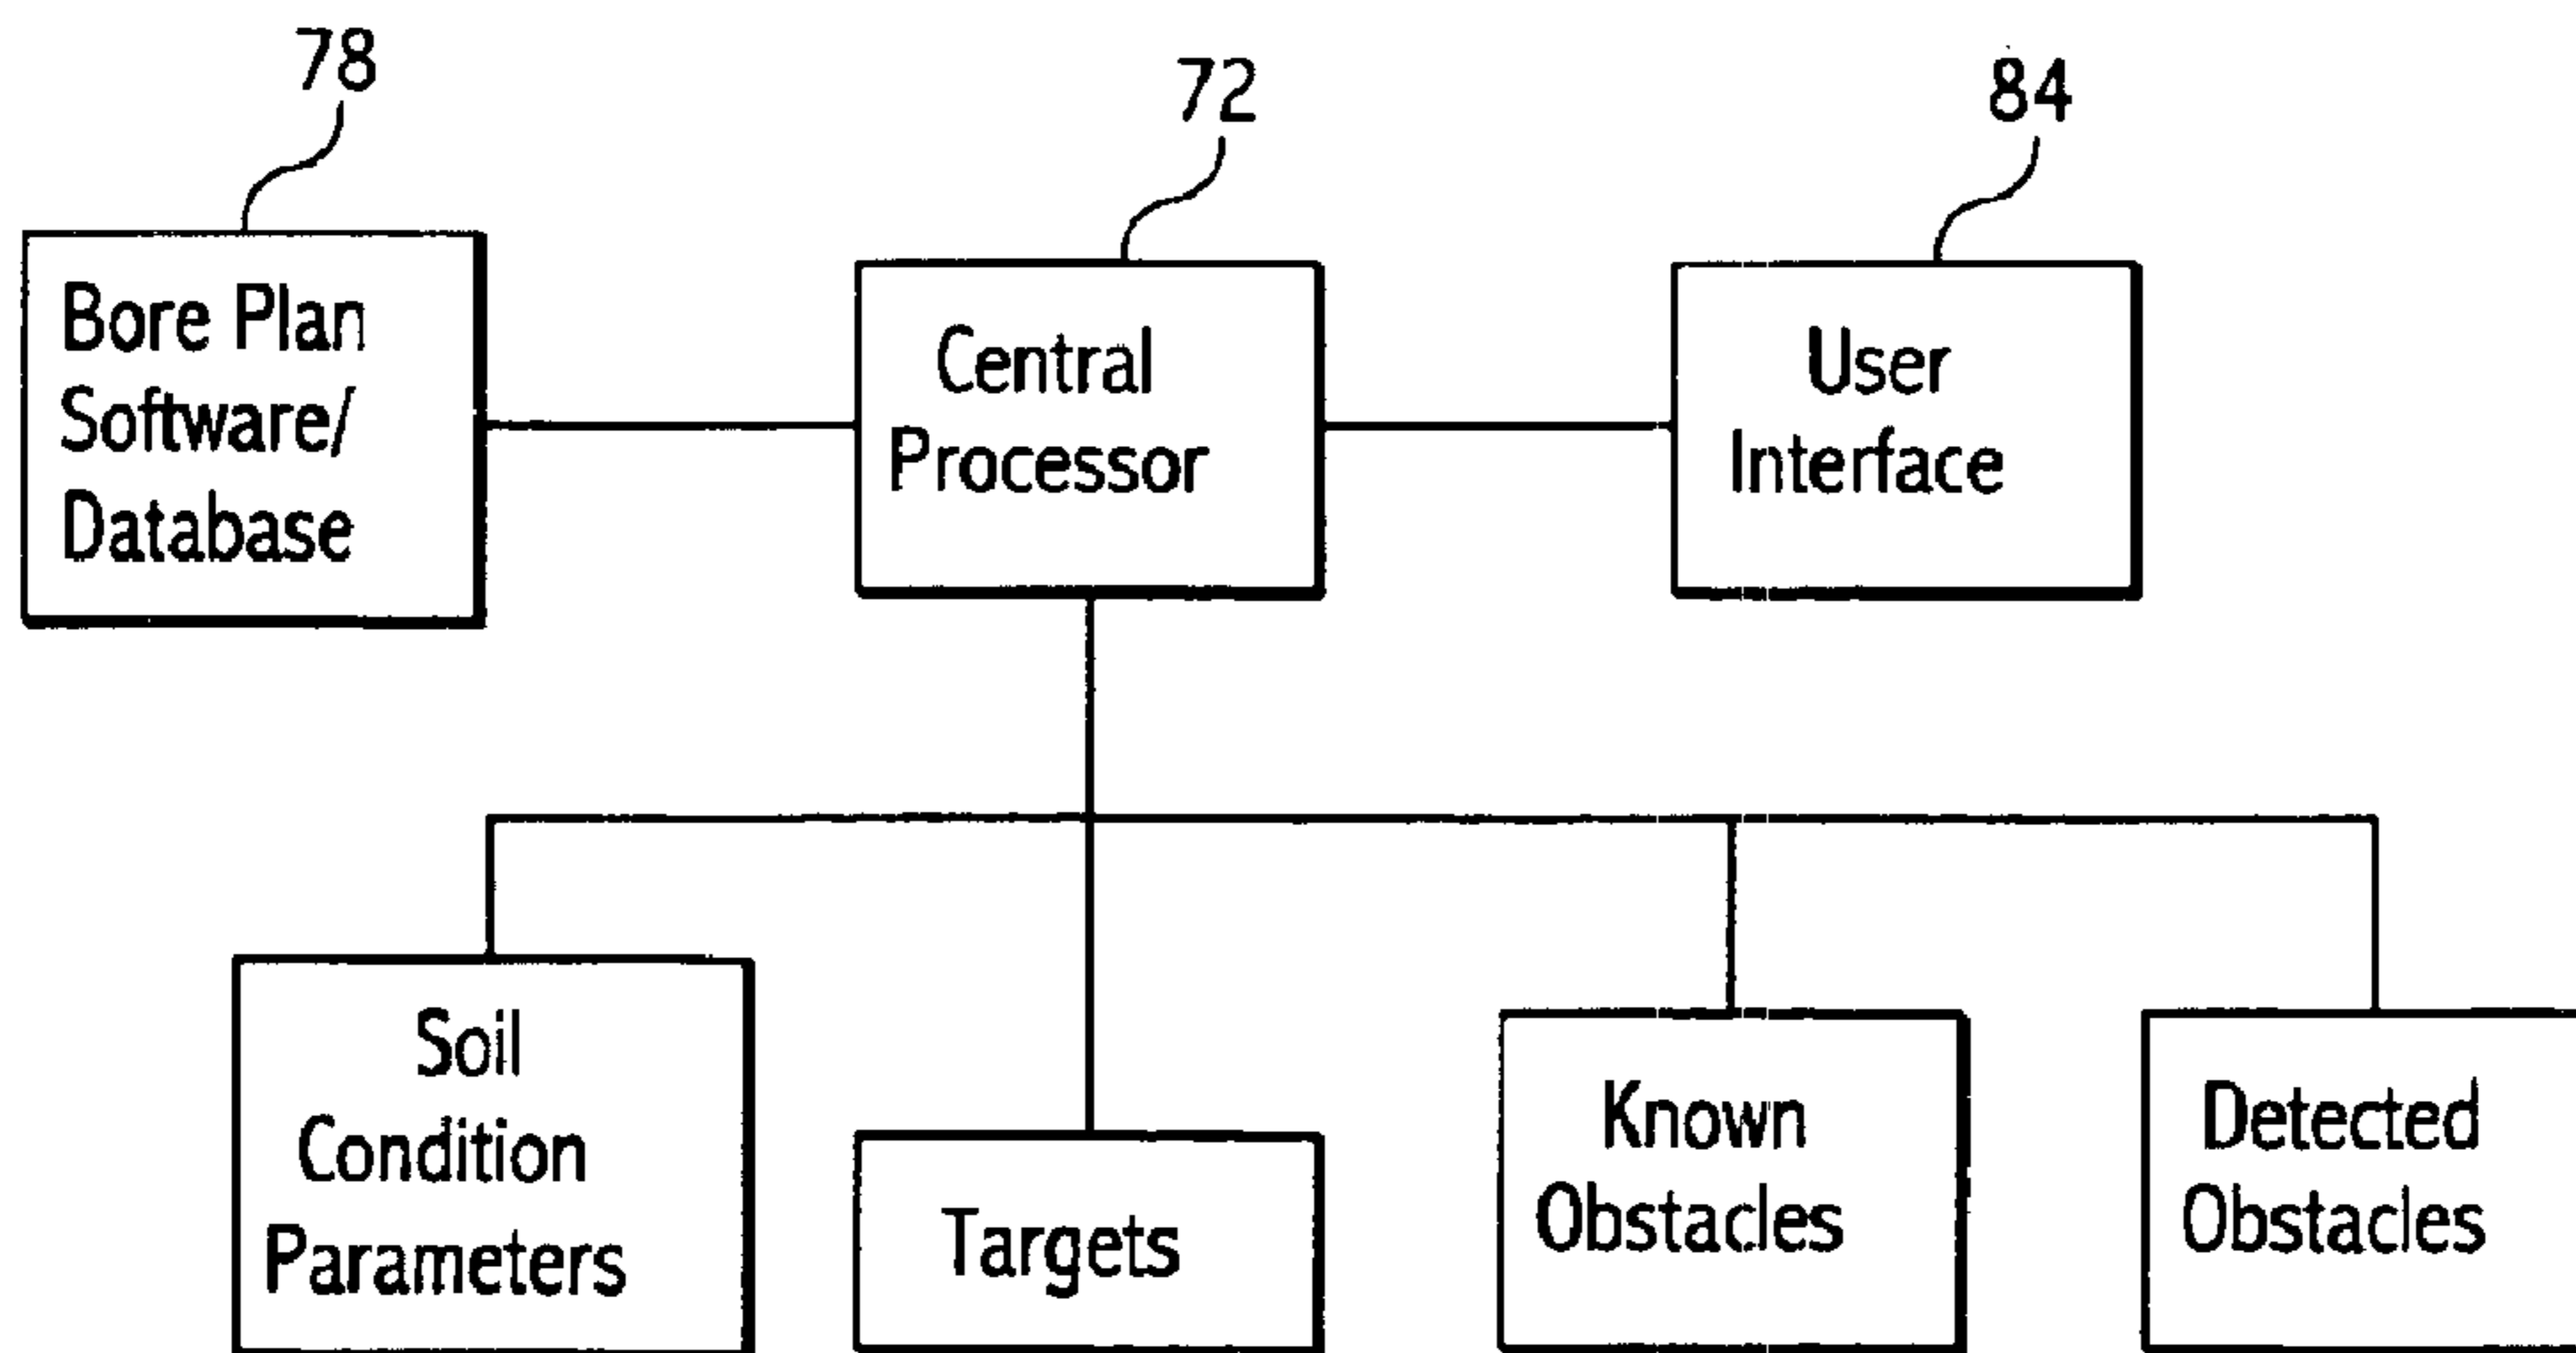 78
72
84
Bore Plan
Software/
Database
Central
Processor
User
Interface
Soil
Condition
Parameters
Targets
Known
Obstacles
Detected
Obstacles